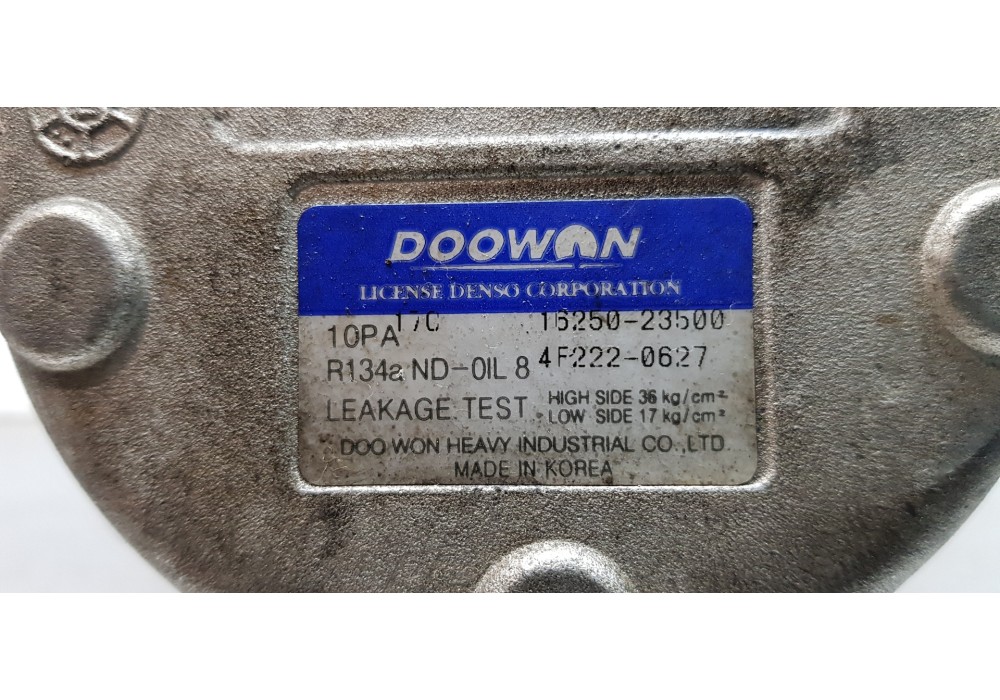 DOOWON
LICENSE DENSO CORPORATION
10PA 17C 16250-23500
R134a ND-OIL 8 4F222-0627
LEAKAGE TEST HIGH SIDE 36 kg/cm²
LOW SIDE 17 kg/cm²
DOO WON HEAVY INDUSTRIAL CO.,LTD.
MADE IN KOREA